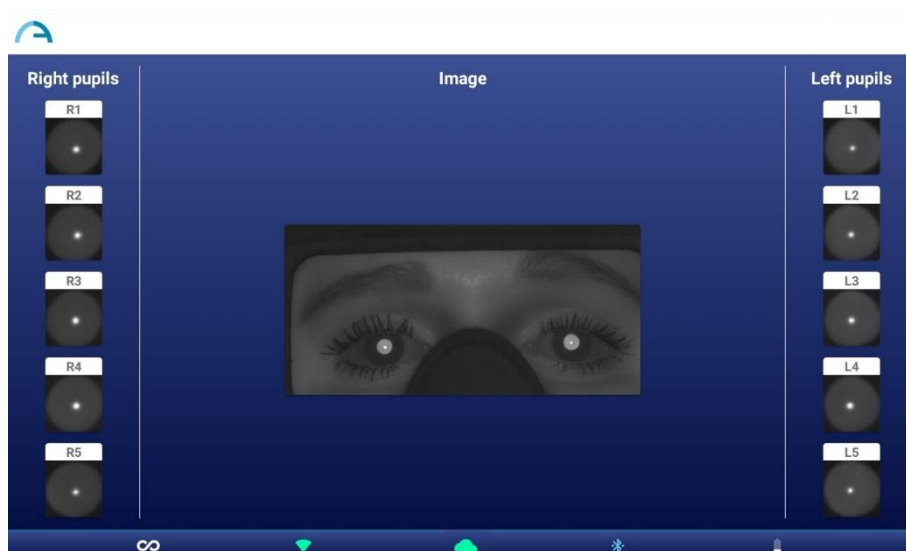 Right pupils
Image
Left pupils
R1
L1
R2
L2
R3
L3
R4
L4
R5
L5